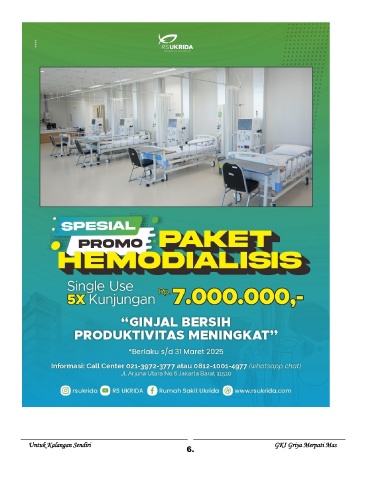 RS UKRIDA
SPESIAL
PROMO
PAKET
HEMODIALISIS
Single Use
5X Kunjungan
Rp. 7.000.000,-
“GINJAL BERSIH
PRODUKTIVITAS MENINGKAT”
*Berlaku s/d 31 Maret 2025
Informasi: Call Center 021-3972-3777 atau 0812-1001-4977 (whatsapp chat)
Jl. Arjuna Utara No.6 Jakarta Barat 11510
rsukrida
RS UKRIDA
Rumah Sakit Ukrida
www.rsukrida.com
Untuk Kalangan Sendiri
6.
GKI Griya Merpati Mas